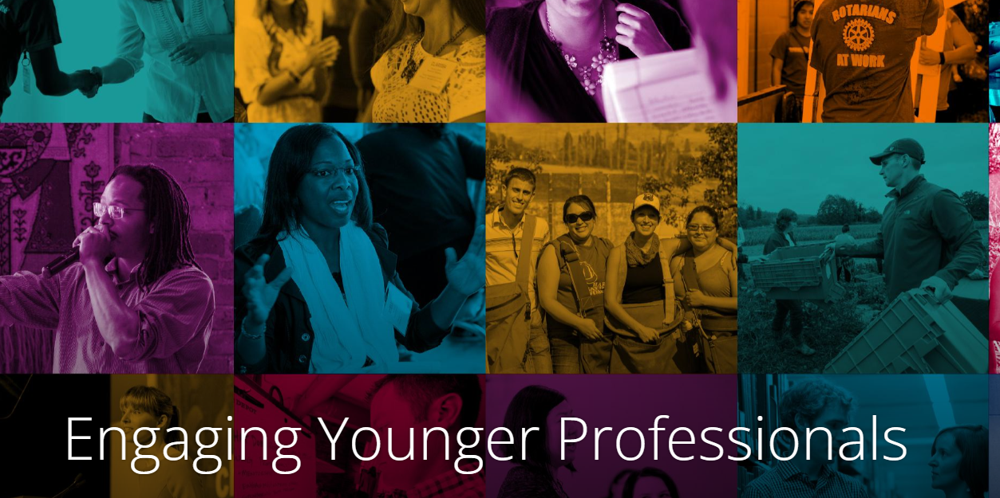 ROTARIANS
AT WORK
Engaging Younger Professionals